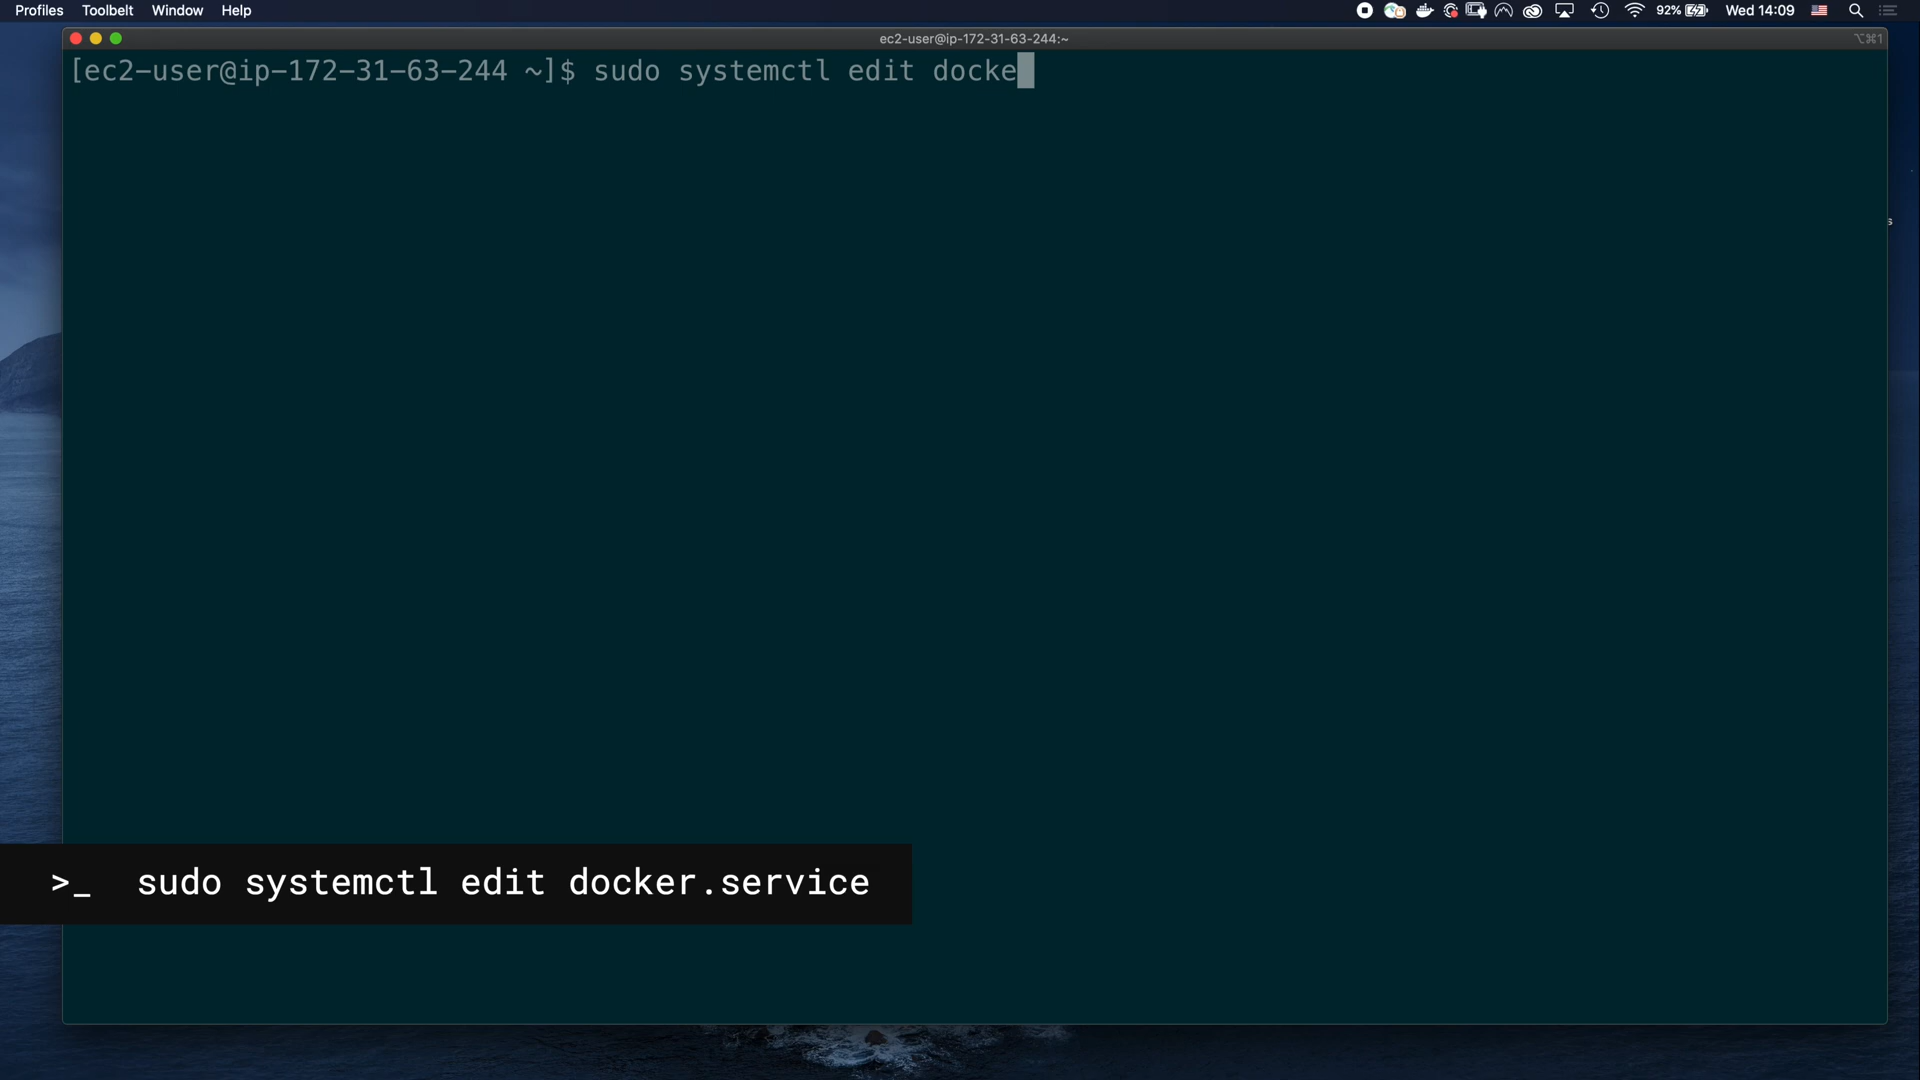 Profiles Toolbelt Window Help 92% Wed 14:09
ec2-user@ip-172-31-63-244:~ ⌥⌘1
[ec2-user@ip-172-31-63-244 ~]$ sudo systemctl edit docke
s
>_ sudo systemctl edit docker.service